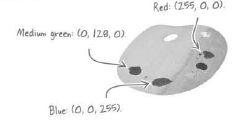 Red: (255, 0, 0).
Medium green: (0, 128, 0).
Blue: (0, 0, 255).